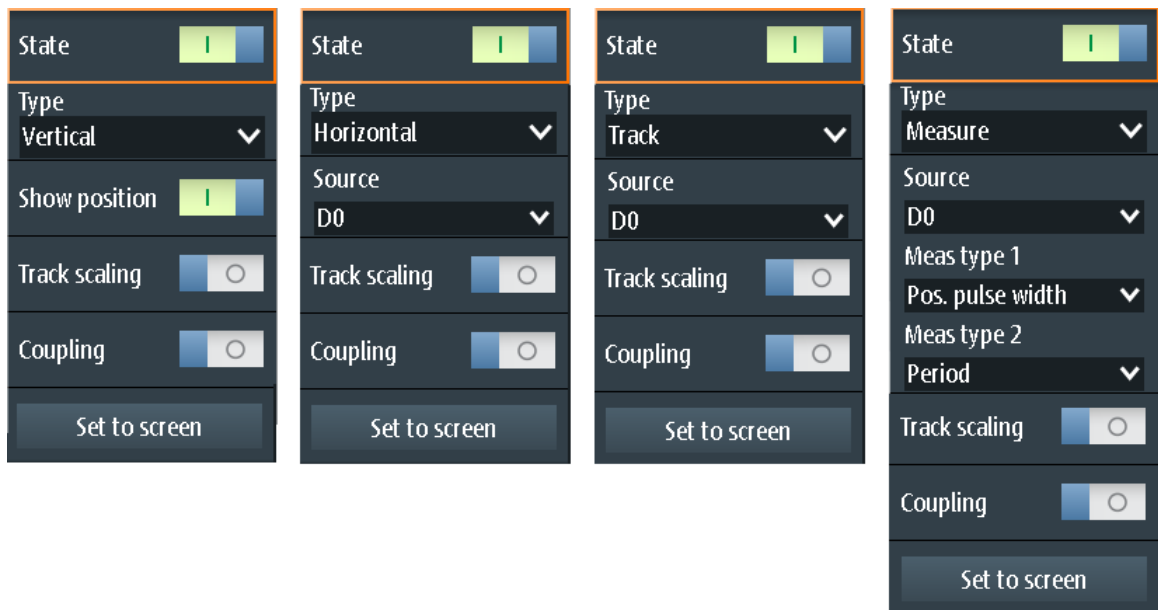 State
Type
Vertical
Show position
Track scaling
Coupling
Set to screen
State
Type
Horizontal
Source
D0
Track scaling
Coupling
Set to screen
State
Type
Track
Source
D0
Track scaling
Coupling
Set to screen
State
Type
Measure
Source
D0
Meas type 1
Pos. pulse width
Meas type 2
Period
Track scaling
Coupling
Set to screen